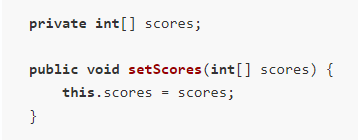 private int[] scores;
public void setScores(int[] scores) {
    this.scores = scores;
}